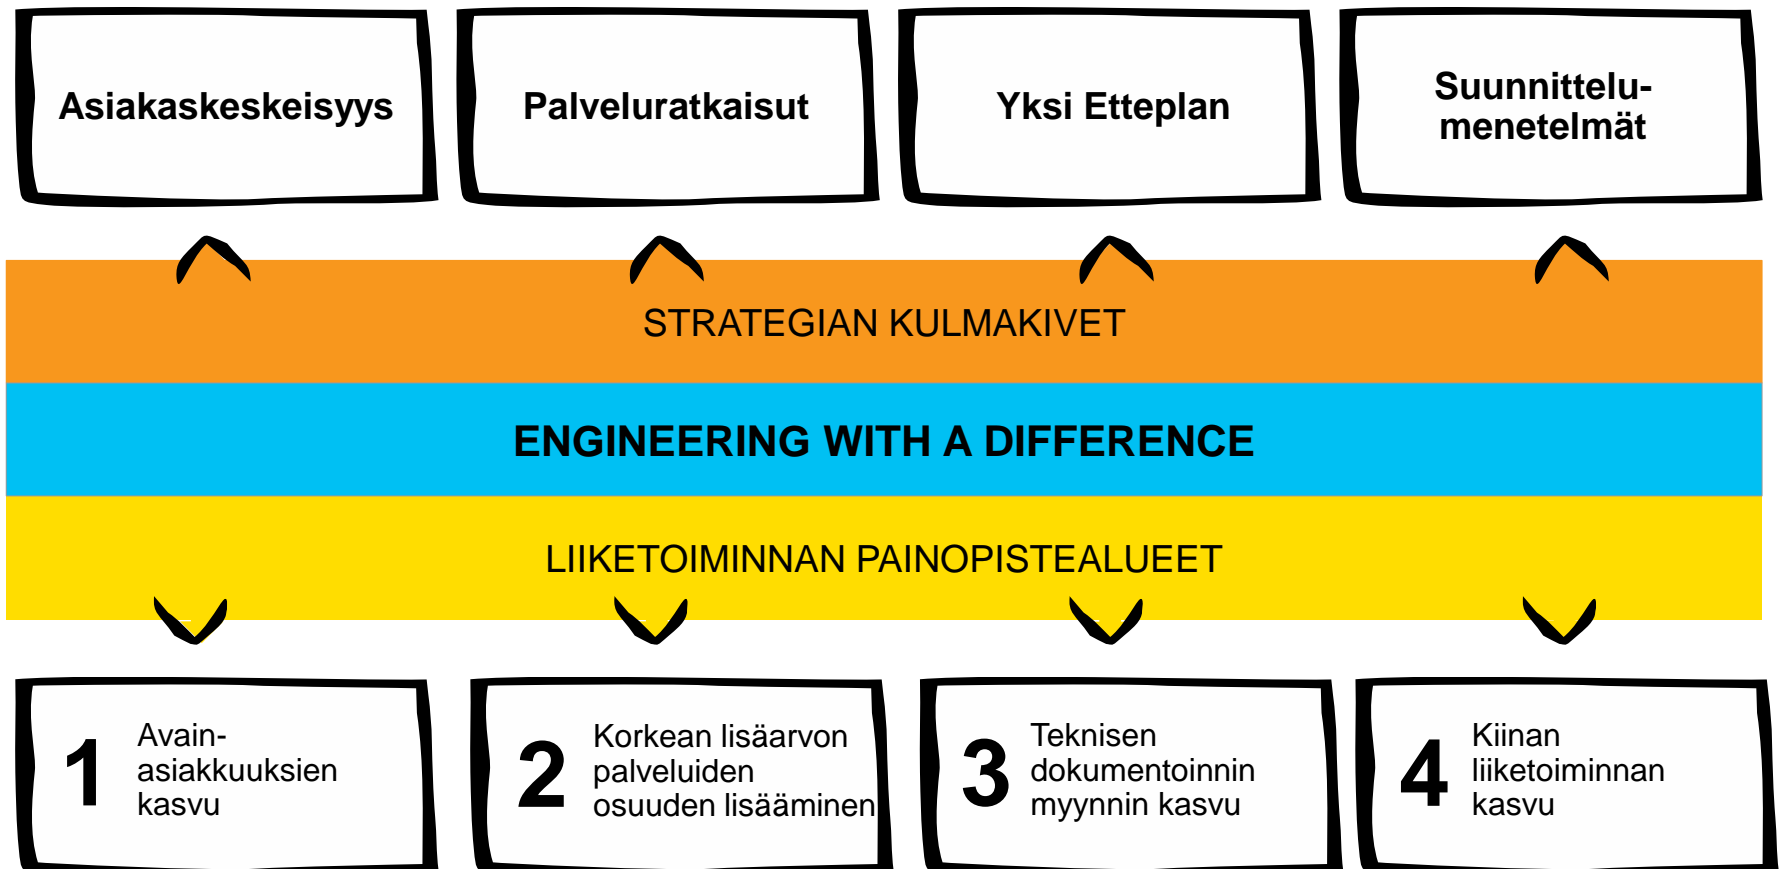 Asiakaskeskeisyys
Palveluratkaisut
Yksi Etteplan
Suunnittelu-
menetelmät
STRATEGIAN KULMAKIVET
ENGINEERING WITH A DIFFERENCE
LIIKETOIMINNAN PAINOPISTEALUEET
1
Avain-
asiakkuuksien
kasvu
2
Korkean lisäarvon
palveluiden
osuuden lisääminen
3
Teknisen
dokumentoinnin
myynnin kasvu
4
Kiinan
liiketoiminnan
kasvu